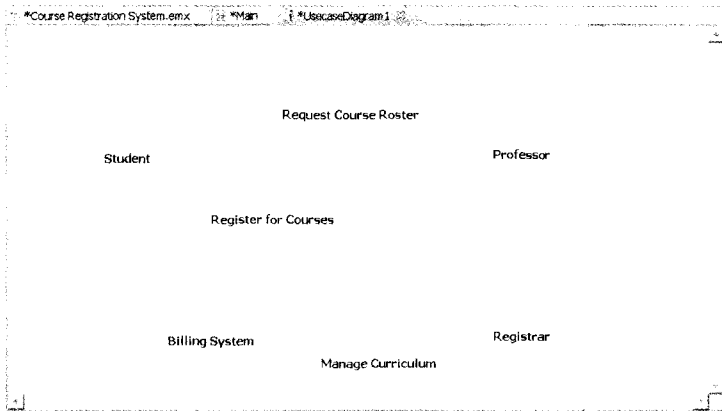 *Course Registration System.emx *Main *UsecaseDiagram1
Request Course Roster
Student
Professor
Register for Courses
Billing System
Registrar
Manage Curriculum